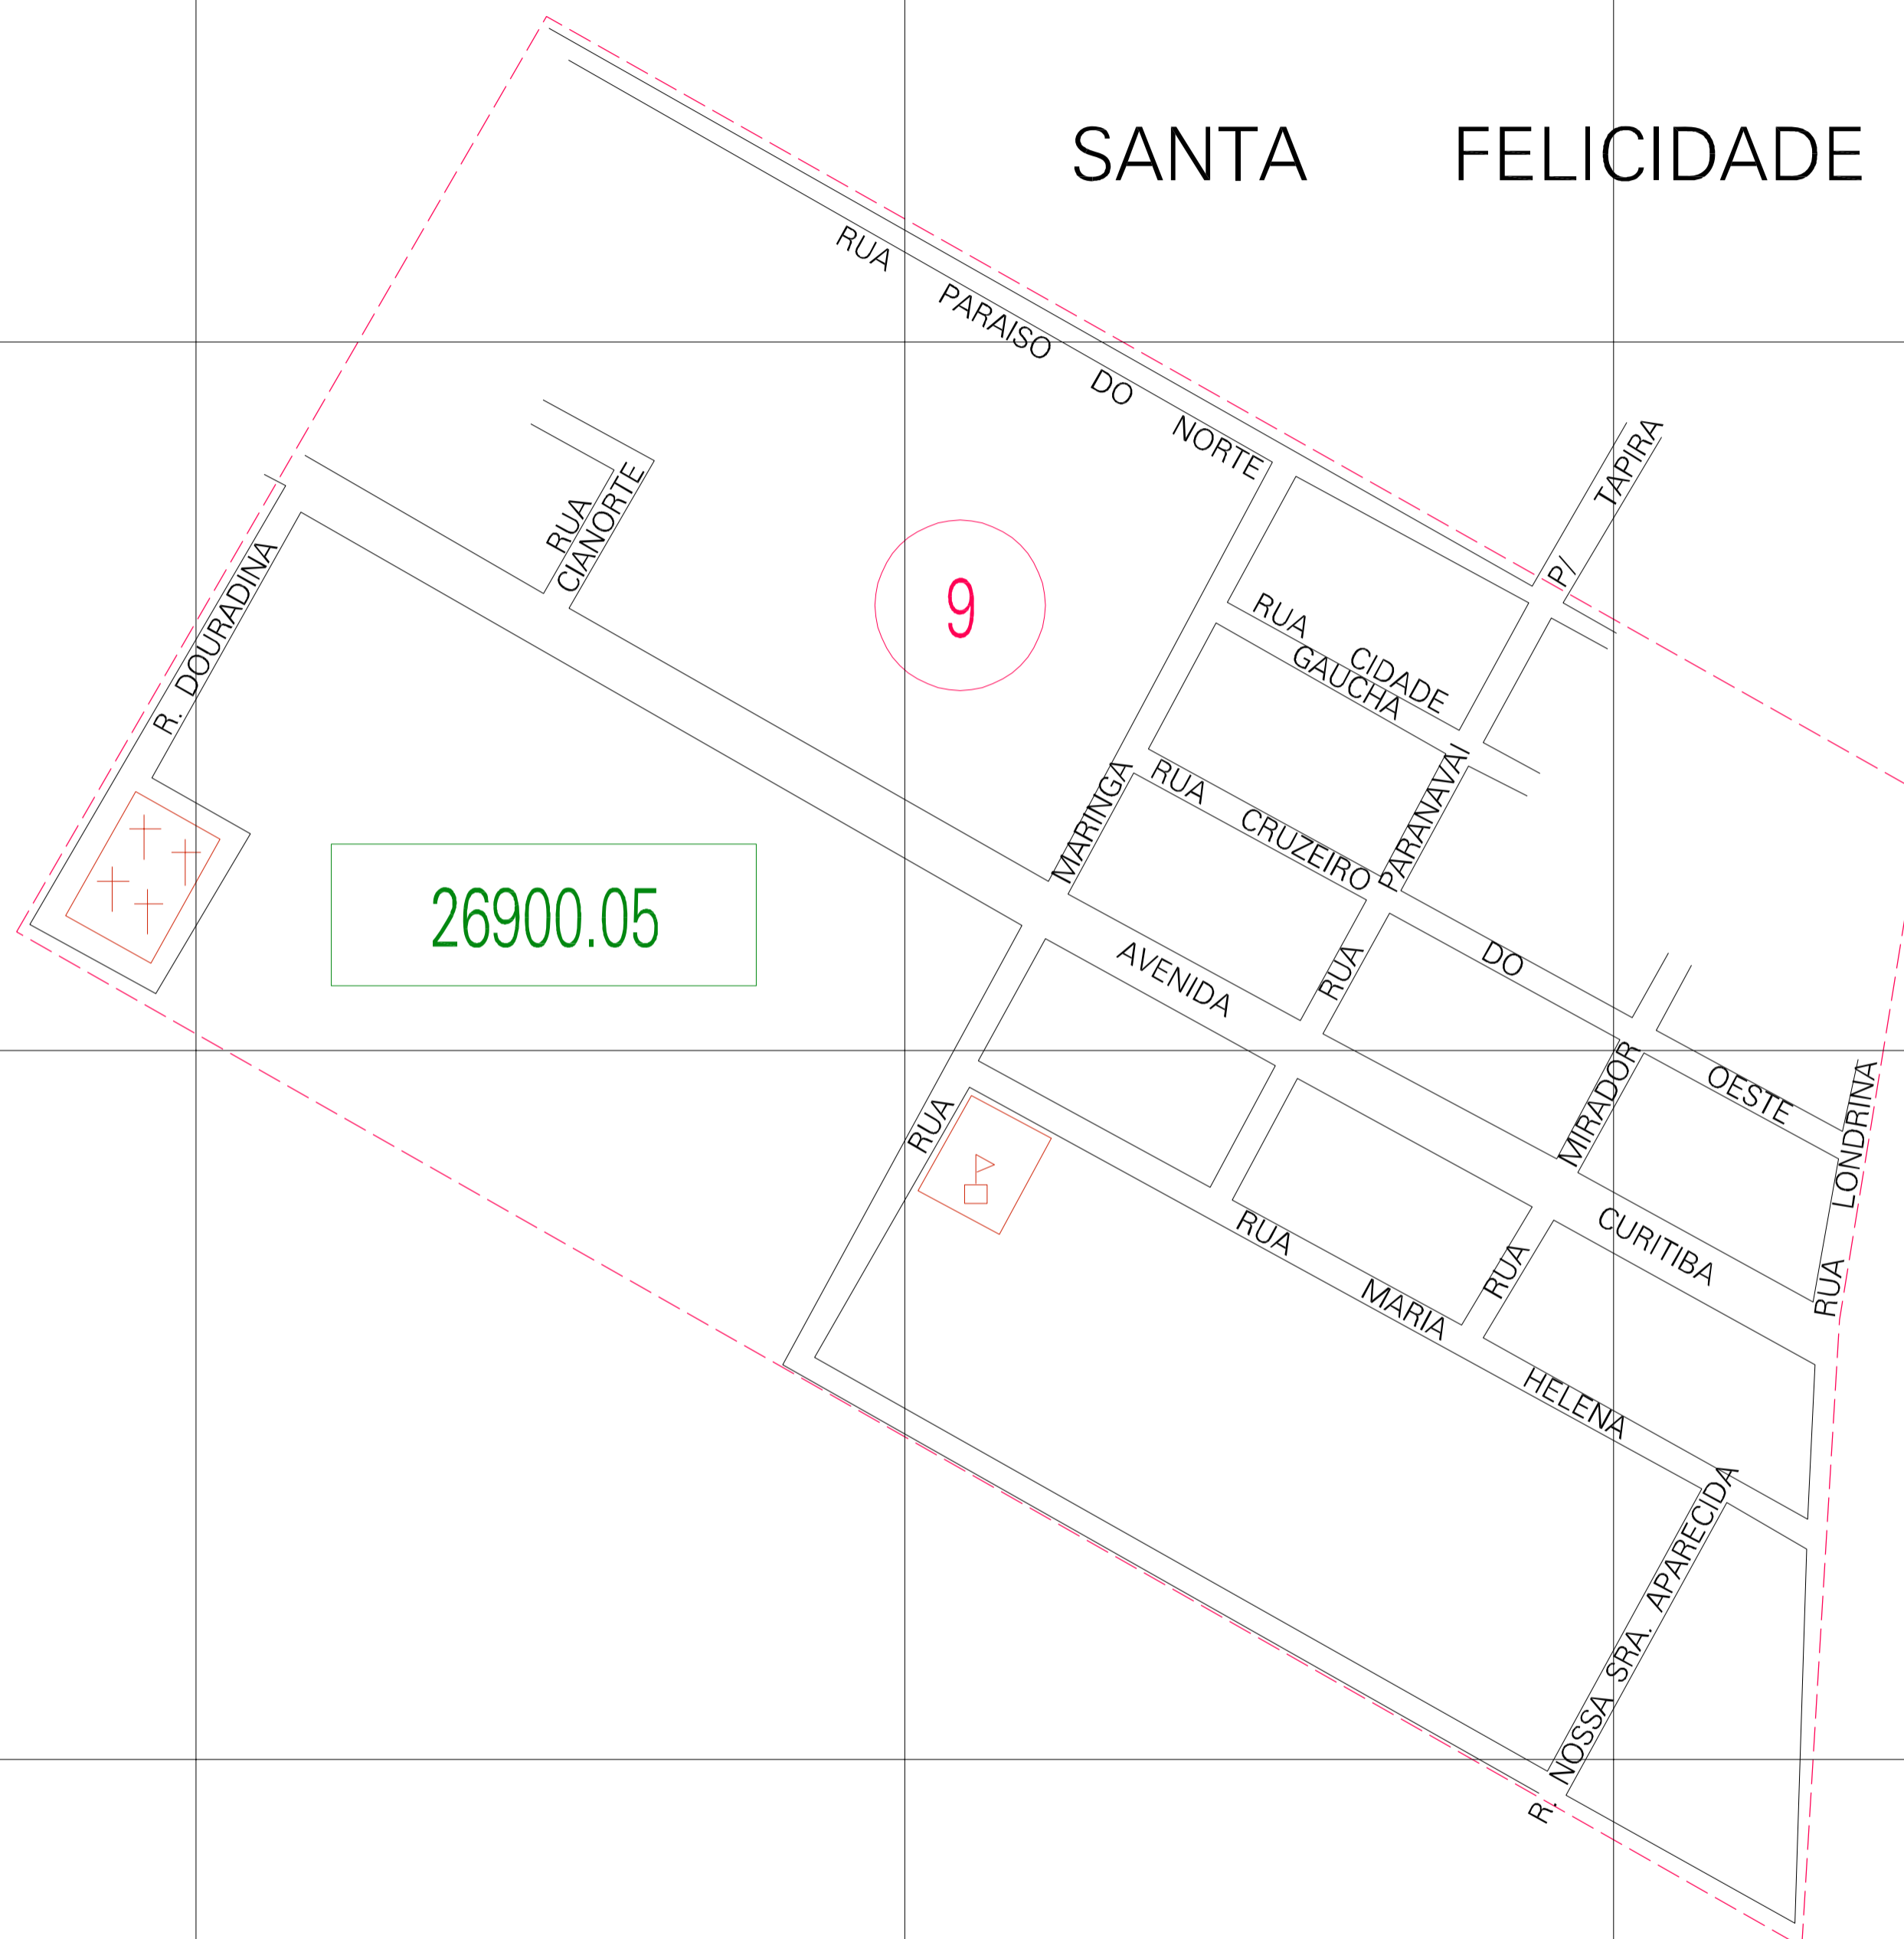 SANTA FELICIDADE
RUA PARAISO DO NORTE
P/ TAPIRA
RUA CIANORTE
R. DOURADINA
9
RUA CIDADE GAUCHA
RUA MARINGA
RUA PARANAVAI
RUA CRUZEIRO DO OESTE
26900.05
AVENIDA CURITIBA
RUA MIRADOR
RUA LONDRINA
RUA MARIA HELENA
R. NOSSA SRA. APARECIDA